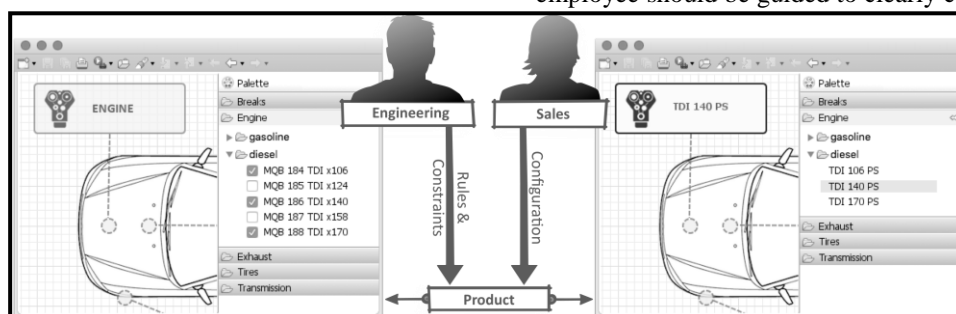 employee should be guided to clearly
Palette
Breaks
ENGINE
Engine
gasoline
diesel
MQB 184 TDI x106
MQB 185 TDI x124
MQB 186 TDI x140
MQB 187 TDI x158
MQB 188 TDI x170
Exhaust
Tires
Transmission
Engineering
Sales
Rules &
Constraints
Configuration
Product
Palette
Breaks
TDI 140 PS
Engine
gasoline
diesel
TDI 106 PS
TDI 140 PS
TDI 170 PS
Exhaust
Tires
Transmission